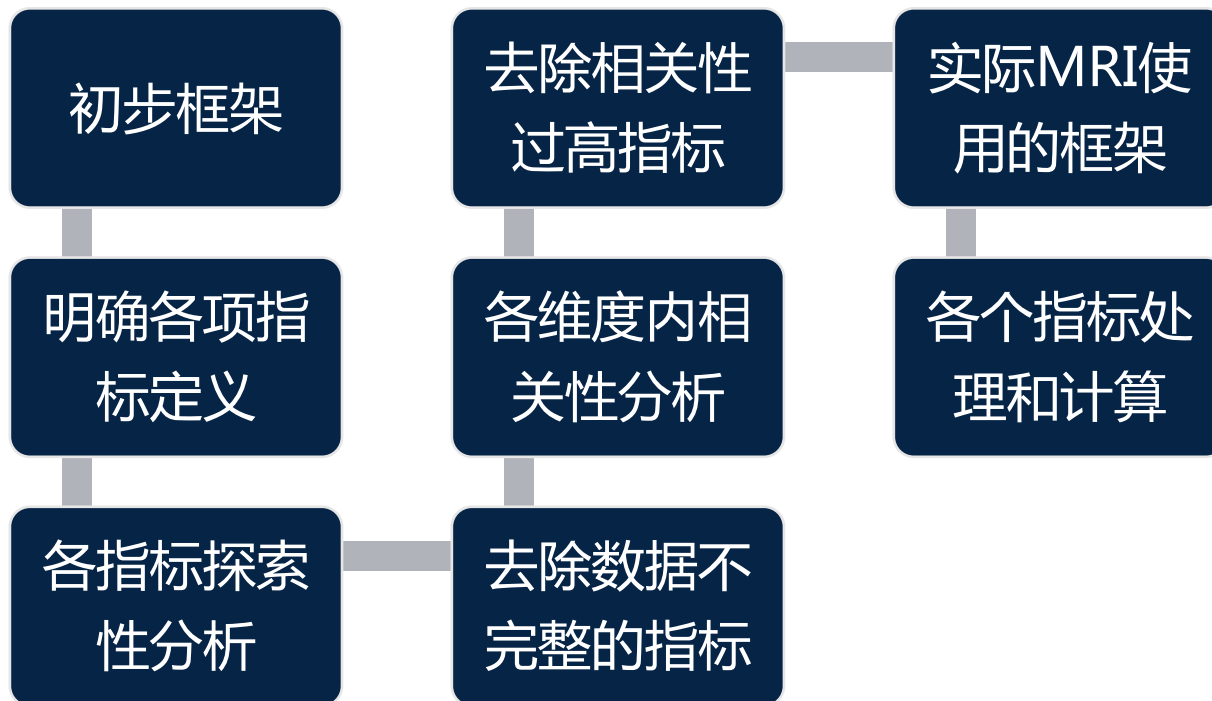 初步框架
明确各项指
标定义
各指标探索
性分析
去除数据不
完整的指标
各维度内相
关性分析
去除相关性
过高指标
实际MRI使
用的框架
各个指标处
理和计算